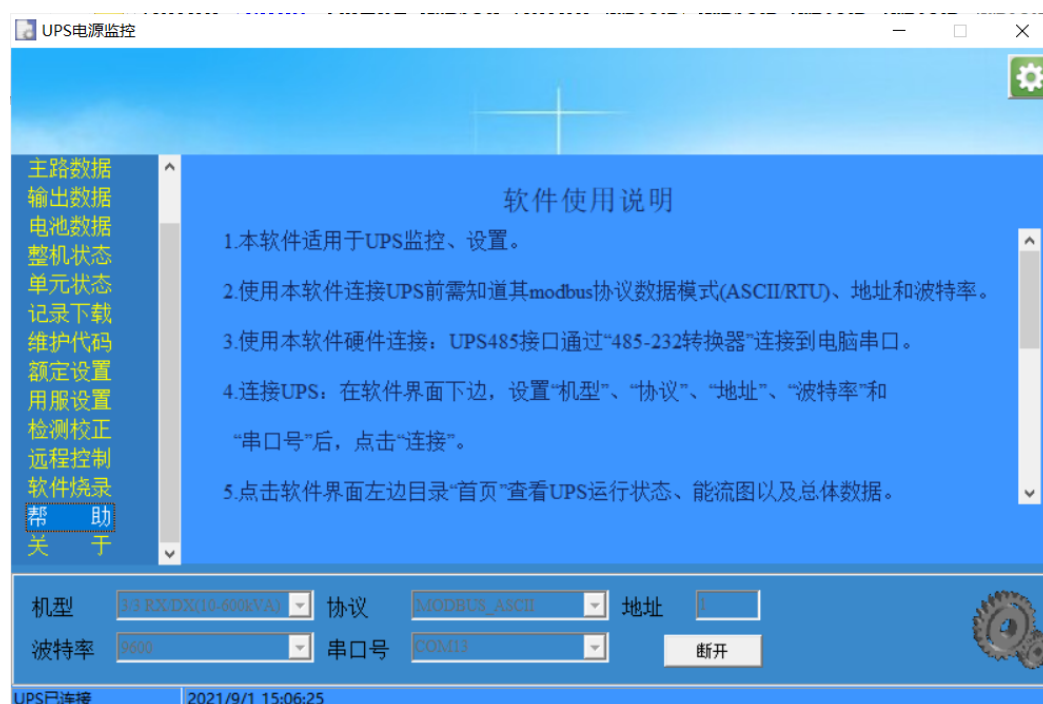 UPS电源监控
主路数据
输出数据
电池数据
整机状态
单元状态
记录下载
维护代码
额定设置
用服设置
检测校正
远程控制
软件烧录
帮 助
关 于
软件使用说明
1.本软件适用于UPS监控、设置。
2.使用本软件连接UPS前需知道其modbus协议数据模式(ASCII/RTU)、地址和波特率。
3.使用本软件硬件连接：UPS485接口通过“485-232转换器”连接到电脑串口。
4.连接UPS：在软件界面下边，设置“机型”、“协议”、“地址”、“波特率”和
“串口号”后，点击“连接”。
5.点击软件界面左边目录“首页”查看UPS运行状态、能流图以及总体数据。
机型 3/3 RX/DX(10-600kVA) 协议 MODBUS_ASCII 地址 1
波特率 9600 串口号 COM13 断开
UPS已连接 2021/9/1 15:06:25